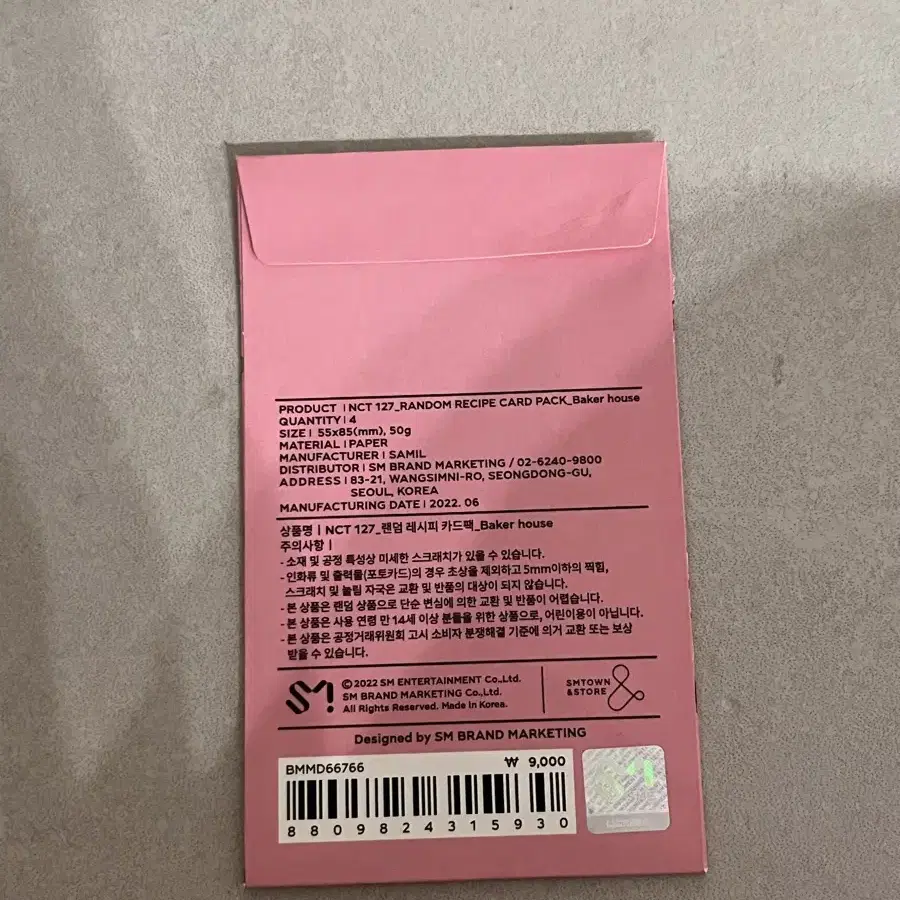 PRODUCT | NCT 127_RANDOM RECIPE CARD PACK_Baker house
QUANTITY | 4
SIZE | 55x85(mm), 50g
MATERIAL | PAPER
MANUFACTURER | SAMIL
DISTRIBUTOR | SM BRAND MARKETING / 02-6240-9800
ADDRESS | 83-21, WANGSIMNI-RO, SEONGDONG-GU,
SEOUL, KOREA
MANUFACTURING DATE | 2022. 06
상품명 | NCT 127_랜덤 레시피 카드팩_Baker house
주의사항 |
- 소재 및 공정 특성상 미세한 스크래치가 있을 수 있습니다.
- 인화류 및 출력물(포토카드)의 경우 초상을 제외하고 5mm이하의 찍힘,
스크래치 및 눌림 자국은 교환 및 반품의 대상이 되지 않습니다.
- 본 상품은 랜덤 상품으로 단순 변심에 의한 교환 및 반품이 어렵습니다.
- 본 상품은 사용 연령 만 14세 이상 분들을 위한 상품으로, 어린이용이 아닙니다.
- 본 상품은 공정거래위원회 고시 소비자 분쟁해결 기준에 의거 교환 또는 보상
받을 수 있습니다.
SM!
© 2022 SM ENTERTAINMENT Co.,Ltd.
SM BRAND MARKETING Co.,Ltd.
All Rights Reserved. Made in Korea.
SMTOWN
&STORE
Designed by SM BRAND MARKETING
BMMD66766 ₩ 9,000
8809824315930